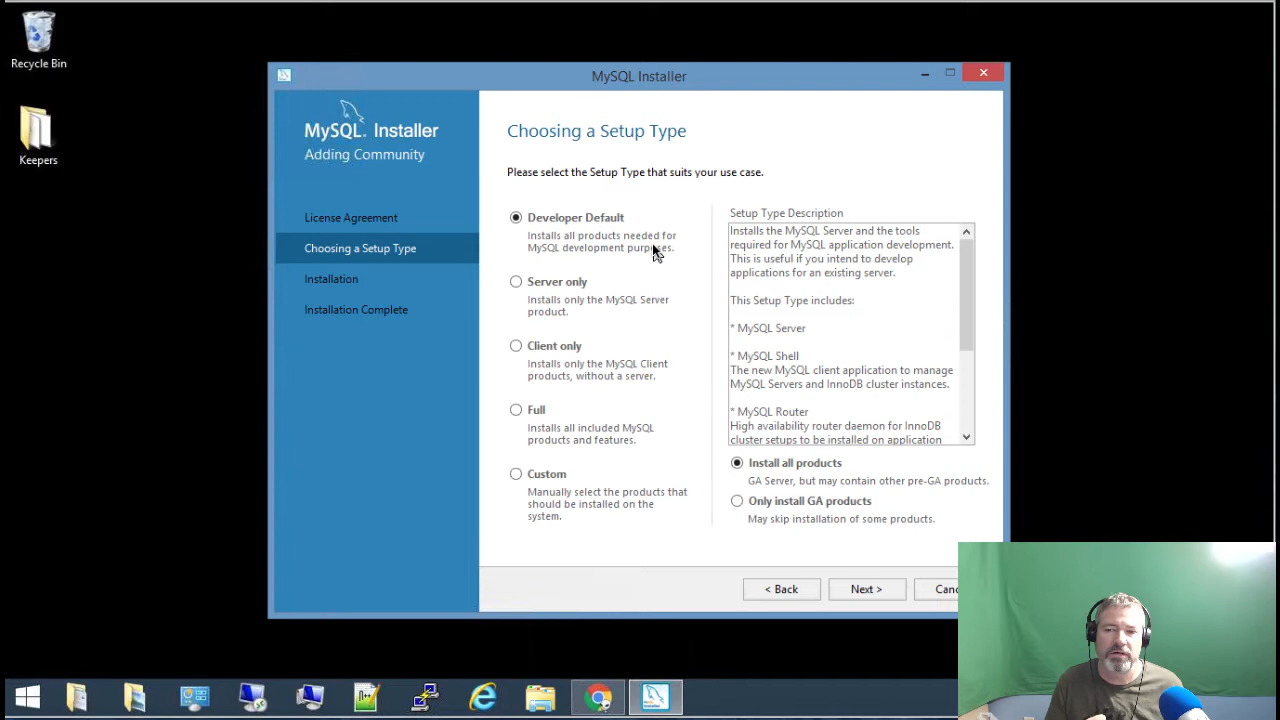 Recycle Bin
Keepers
MySQL Installer
MySQL. Installer
Adding Community
License Agreement
Choosing a Setup Type
Installation
Installation Complete
Choosing a Setup Type
Please select the Setup Type that suits your use case.
Developer Default
Installs all products needed for
MySQL development purposes.
Server only
Installs only the MySQL Server
product.
Client only
Installs only the MySQL Client
products, without a server.
Full
Installs all included MySQL
products and features.
Custom
Manually select the products that
should be installed on the
system.
Setup Type Description
Installs the MySQL Server and the tools
required for MySQL application development.
This is useful if you intend to develop
applications for an existing server.
This Setup Type includes:
* MySQL Server
* MySQL Shell
The new MySQL client application to manage
MySQL Servers and InnoDB cluster instances.
* MySQL Router
High availability router daemon for InnoDB
cluster setups to be installed on application
Install all products
GA Server, but may contain other pre-GA products.
Only install GA products
May skip installation of some products.
< Back
Next >
Canc